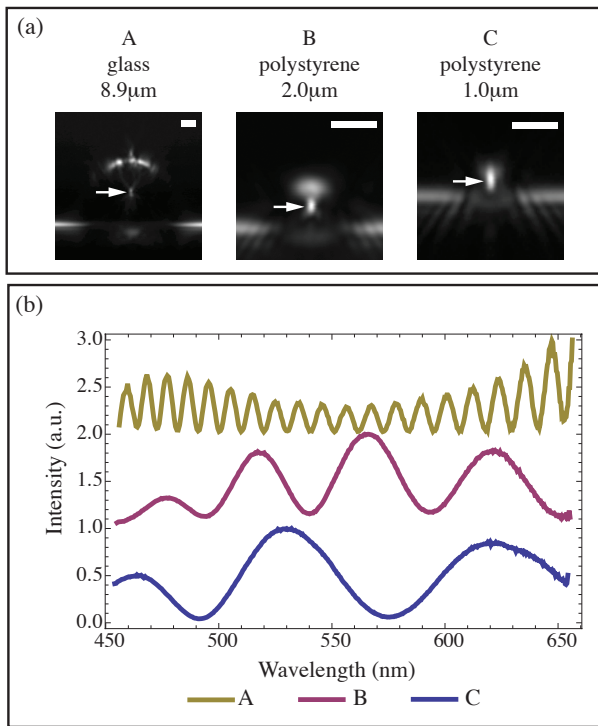 (a)
A B C
glass polystyrene polystyrene
8.9µm 2.0µm 1.0µm
(b)
3.0
2.5
2.0
1.5
1.0
0.5
0.0
Intensity (a.u.)
450 500 550 600 650
Wavelength (nm)
A B C